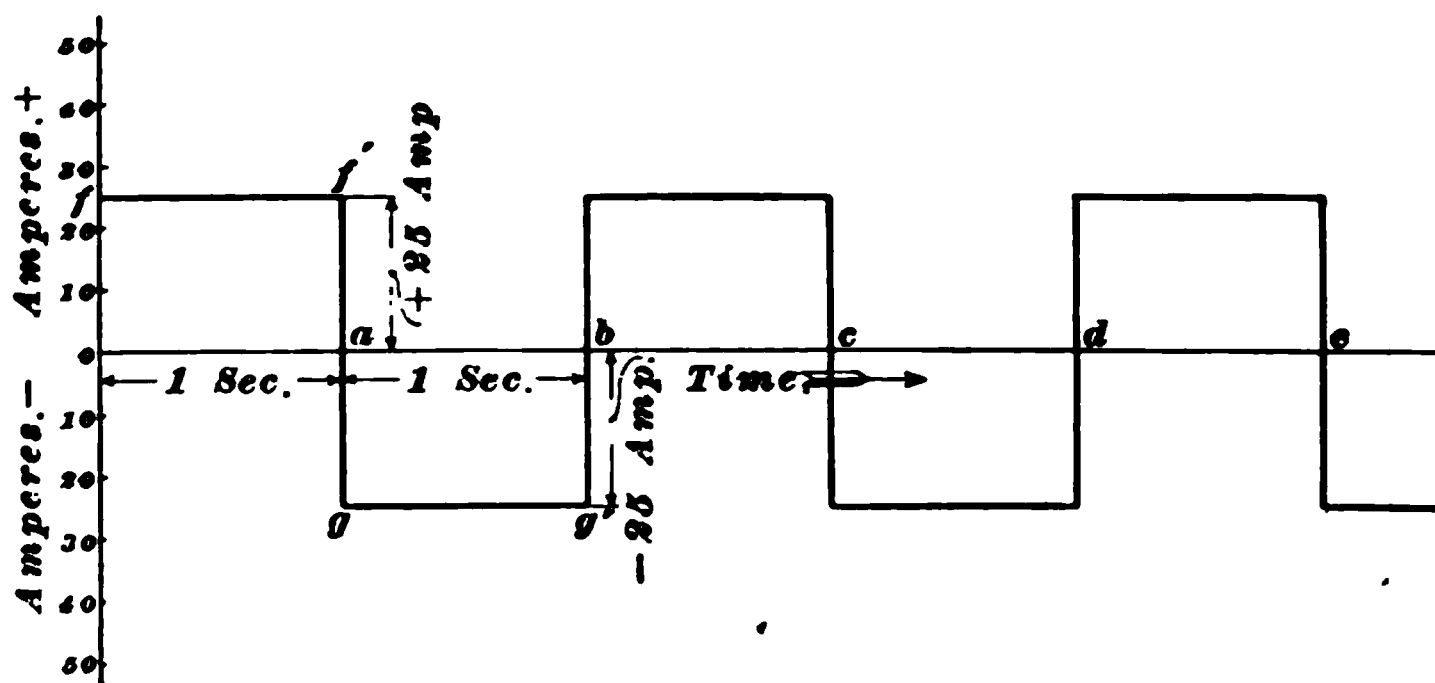 50
40
30
20
10
0
10
20
30
40
50
Amperes.+
Amperes.−
f
f'
+25 Amp
a
b
c
d
e
1 Sec.
1 Sec.
Time
g
g'
−25 Amp.